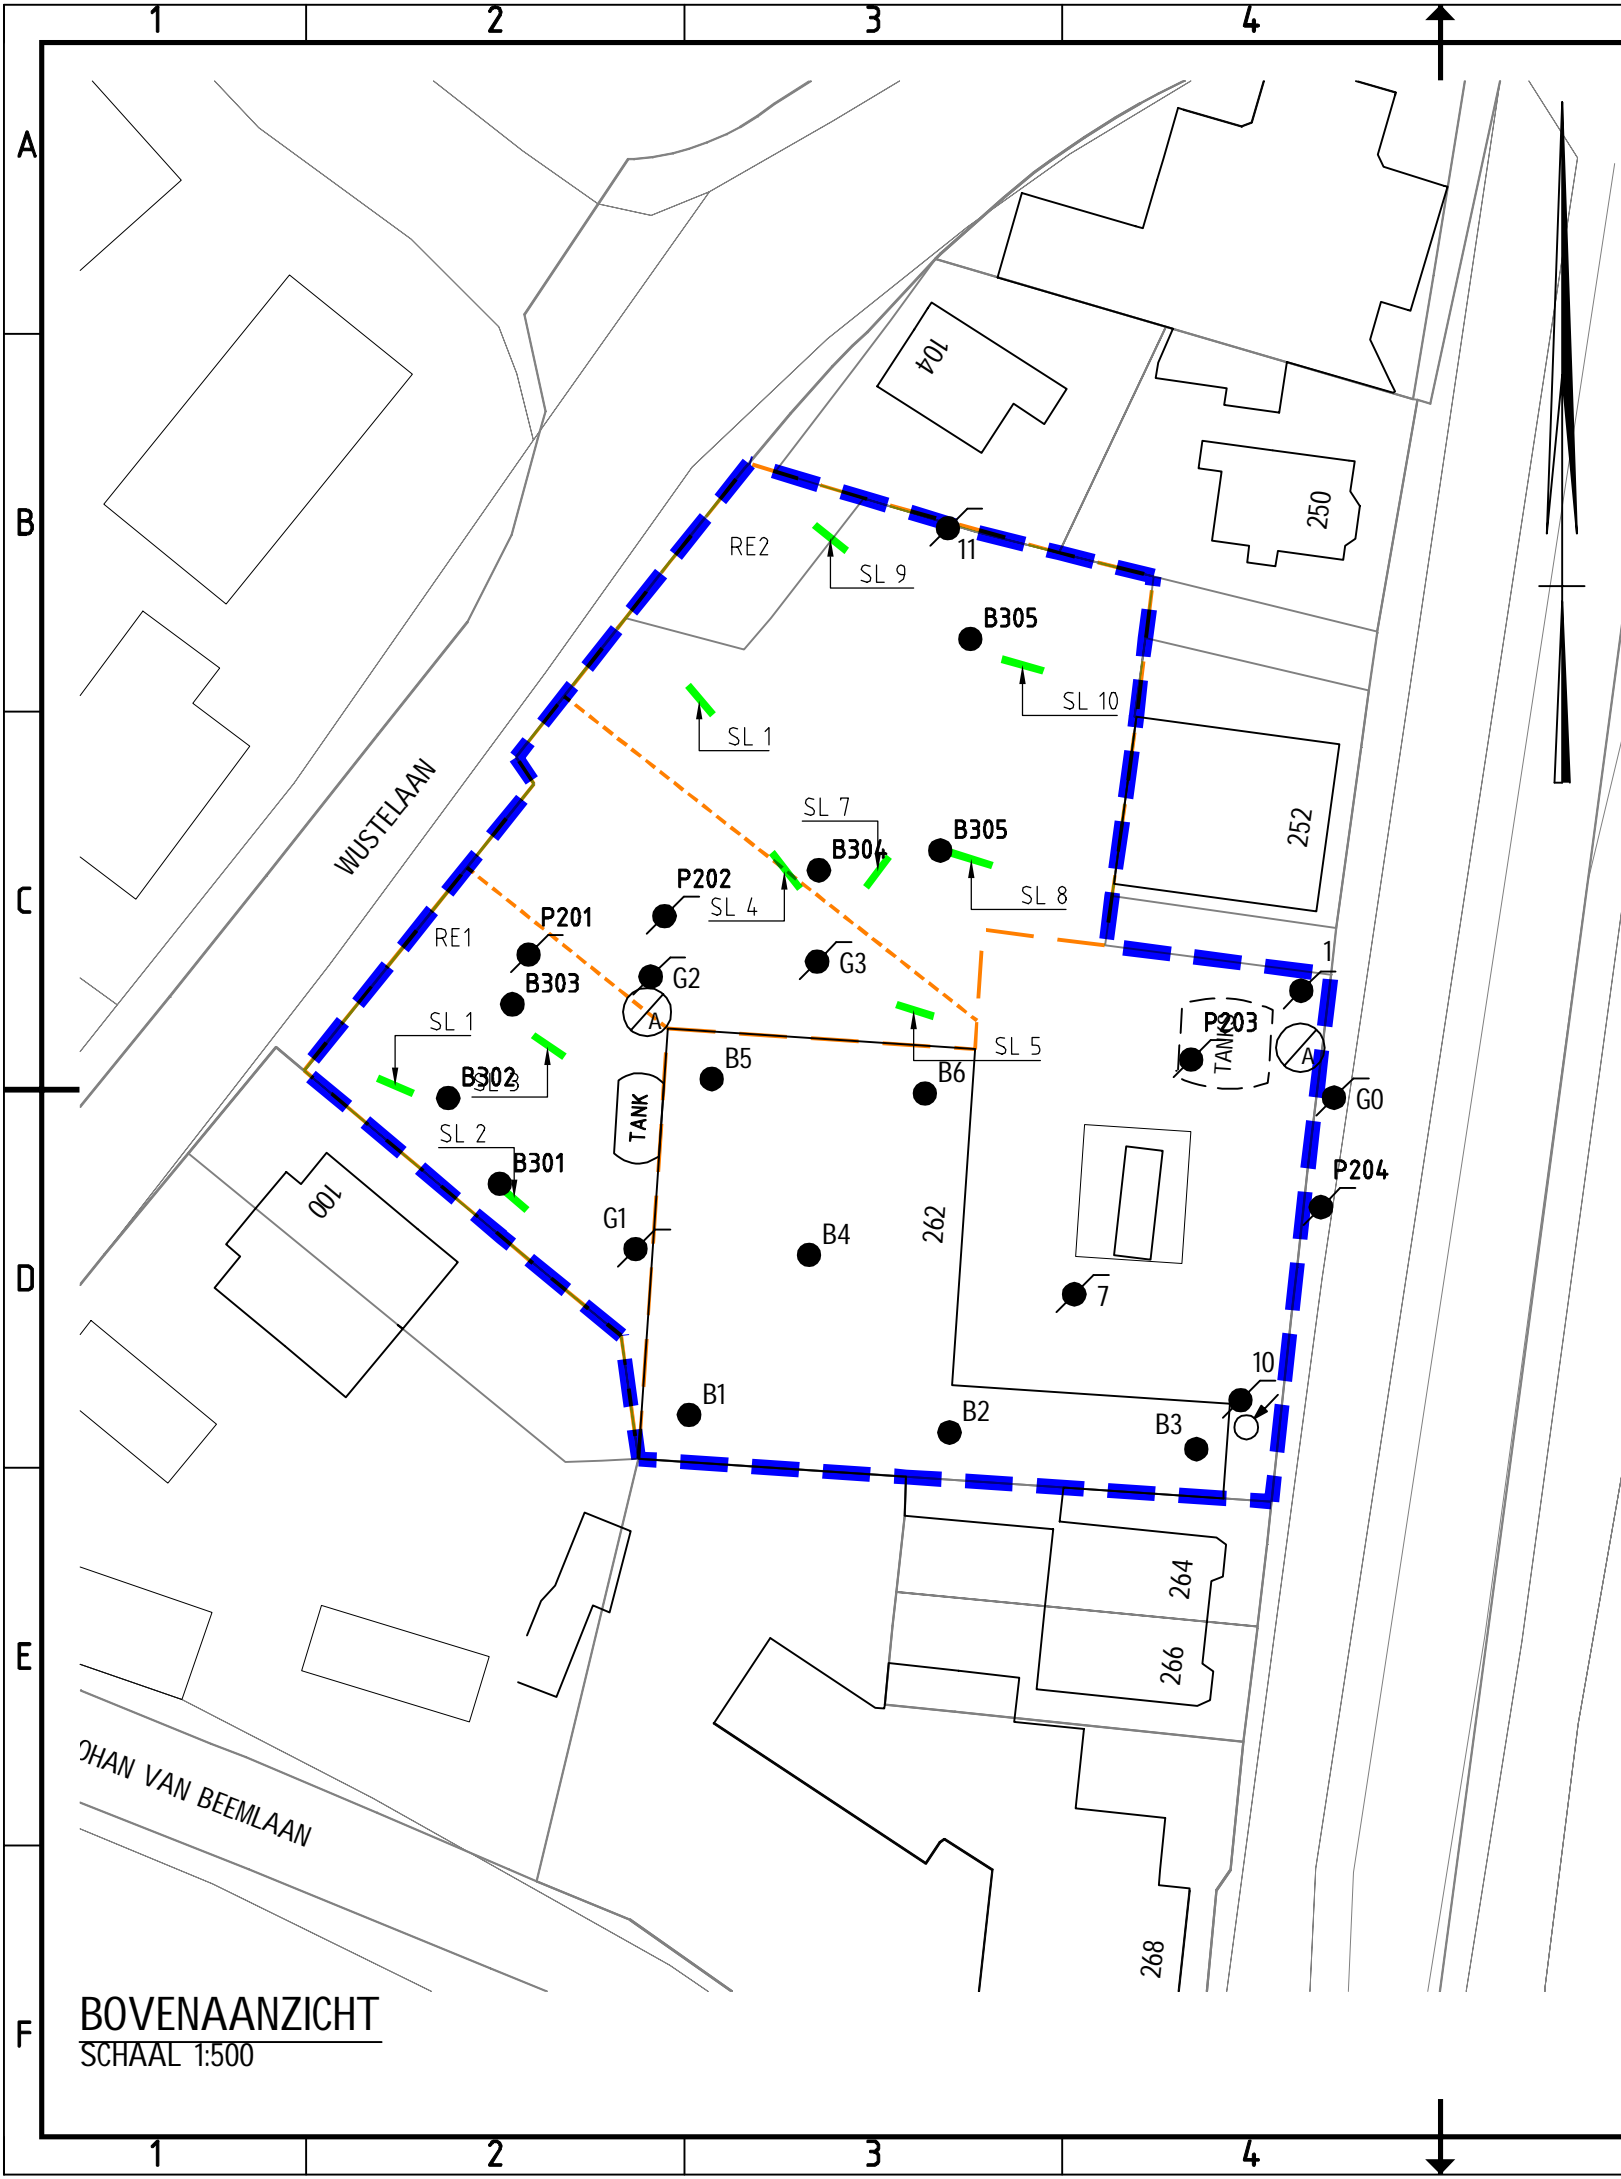 1 2 3 4
A
104
B
250
RE2
11
SL 9
B305
SL 10
SL 1
WUSTELAAN
252
SL 7
B304
B305
C
P202
SL 4
SL 8
P201
RE1
G3
1
G2
B303
A
SL 1
P203
TANKS
A
SL 5
B5
B302
SL 3
B6
G0
TANK
SL 2
B301
P204
100
G1
262
B4
D
7
10
B1
B2
B3
264
E
266
OHAN VAN BEEMLAAN
268
BOVENAANZICHT
F
SCHAAL 1:500
1 2 3 4